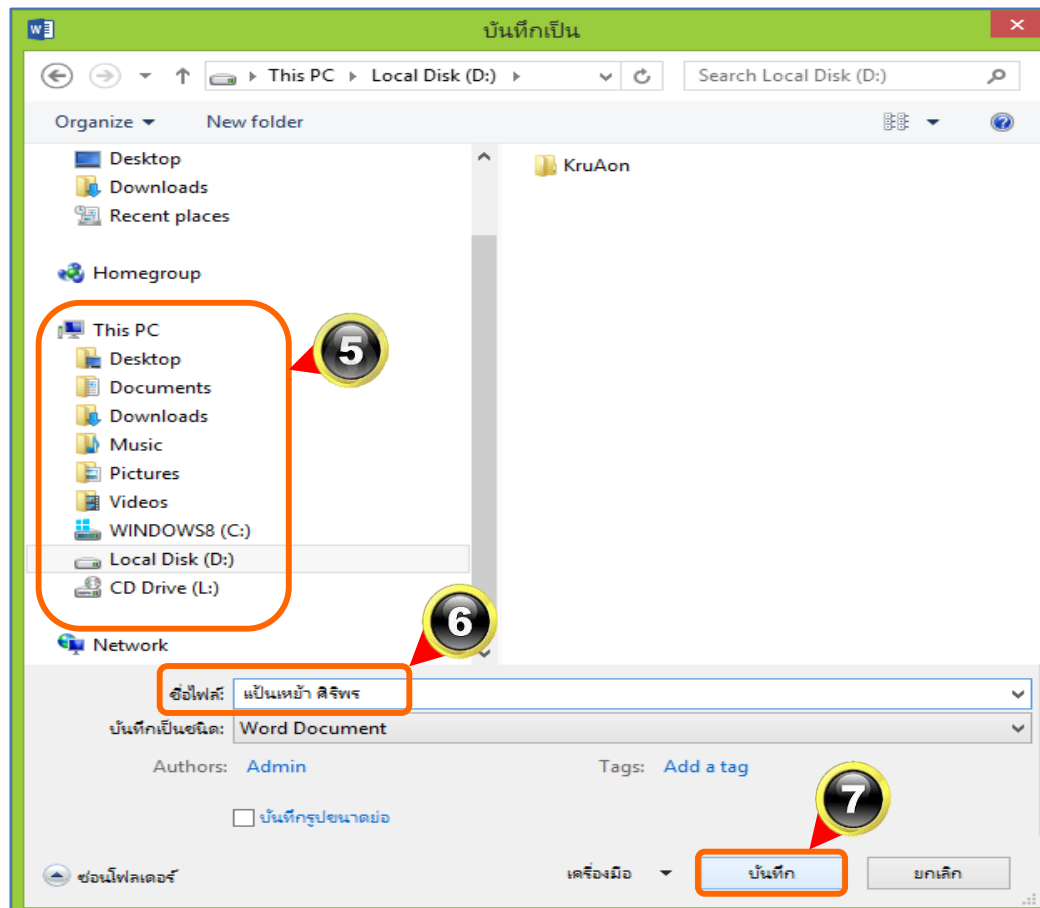 บันทึกเป็น
This PC Local Disk (D:) Search Local Disk (D:)
Organize New folder
Desktop
Downloads
Recent places
Homegroup
This PC
Desktop
Documents
Downloads
Music
Pictures
Videos
WINDOWS8 (C:)
Local Disk (D:)
CD Drive (L:)
Network
KruAon
5
6
ชื่อไฟล์: แป้นเหย้า ศิริพร
บันทึกเป็นชนิด: Word Document
Authors: Admin Tags: Add a tag
7
บันทึกรูปขนาดย่อ
ซ่อนโฟลเดอร์ เครื่องมือ บันทึก ยกเลิก